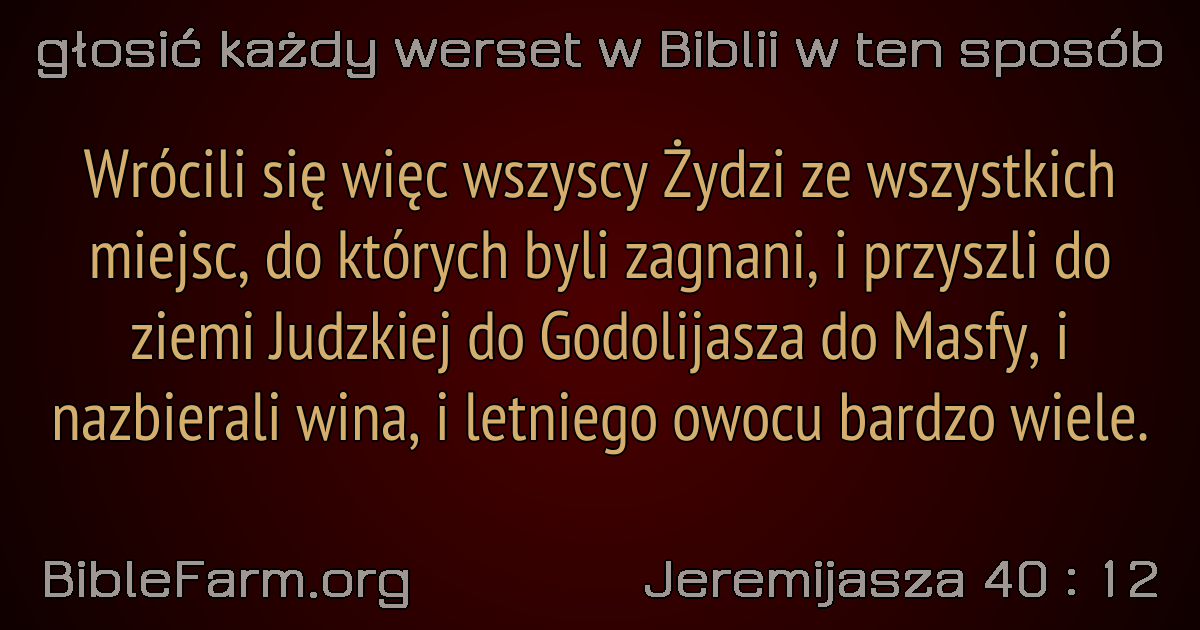 głosić każdy werset w Biblii w ten sposób
Wrócili się więc wszyscy Żydzi ze wszystkich
miejsc, do których byli zagnani, i przyszli do
ziemi Judzkiej do Godolijasza do Masfy, i
nazbierali wina, i letniego owocu bardzo wiele.
BibleFarm.org
Jeremijasza 40 : 12